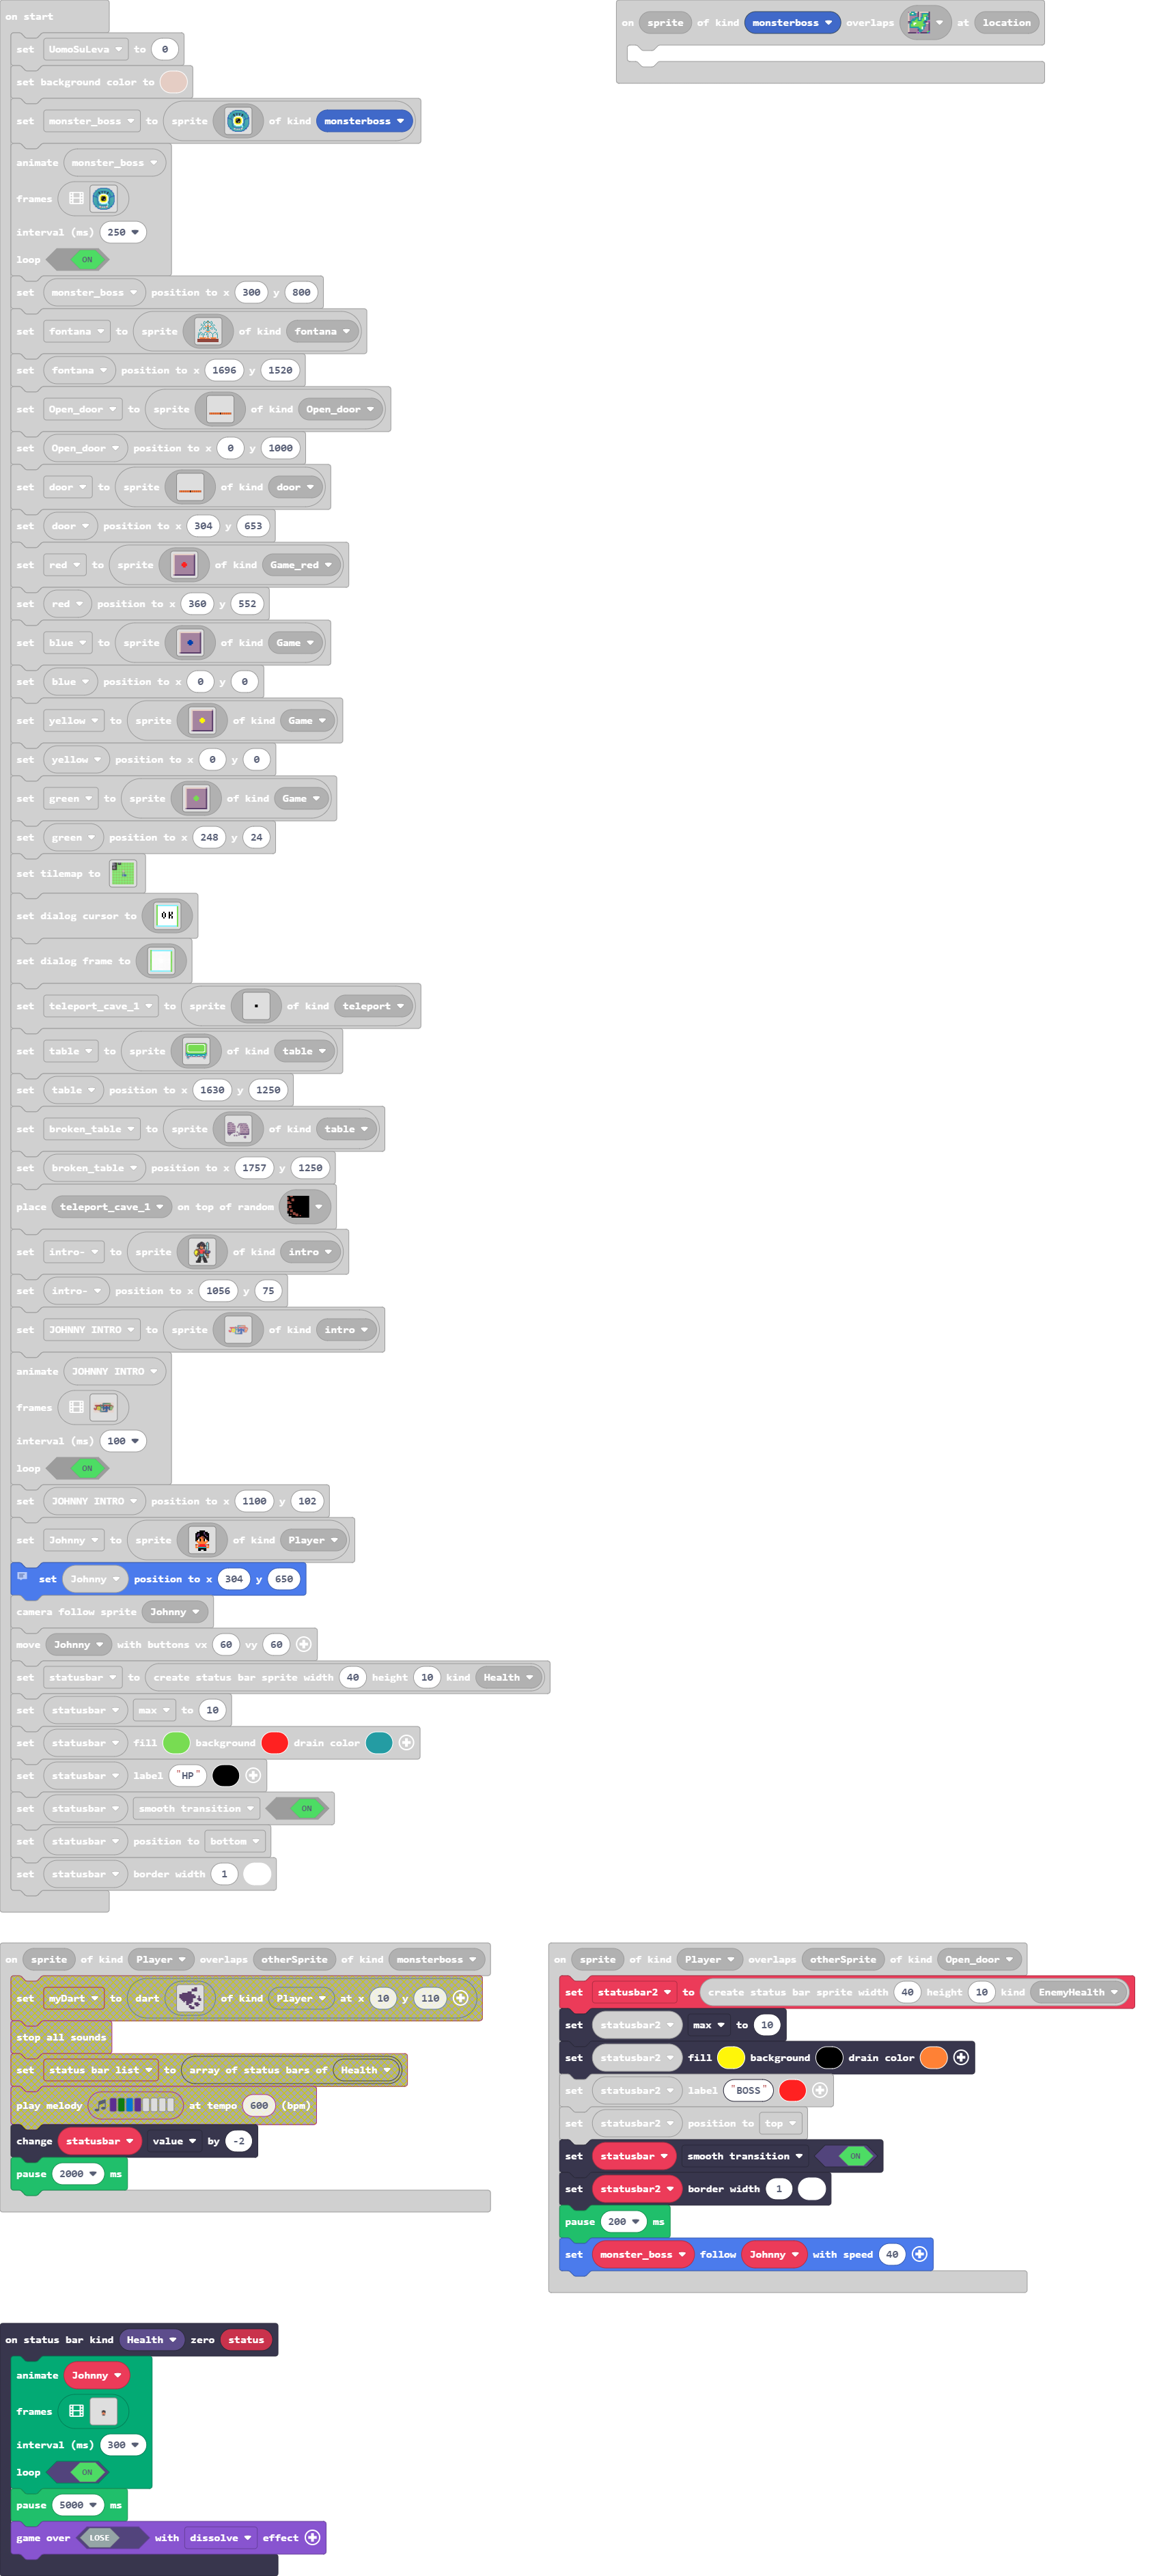 on start
set UomoSuLeva to 0
set background color to
set monster_boss to sprite of kind monsterboss
animate monster_boss
frames
interval (ms) 250
loop ON
set monster_boss position to x 300 y 800
set fontana to sprite of kind fontana
set fontana position to x 1696 y 1520
set Open_door to sprite of kind Open_door
set Open_door position to x 0 y 1000
set door to sprite of kind door
set door position to x 304 y 653
set red to sprite of kind Game_red
set red position to x 360 y 552
set blue to sprite of kind Game
set blue position to x 0 y 0
set yellow to sprite of kind Game
set yellow position to x 0 y 0
set green to sprite of kind Game
set green position to x 248 y 24
set tilemap to
set dialog cursor to OK
set dialog frame to
set teleport_cave_1 to sprite of kind teleport
set table to sprite of kind table
set table position to x 1630 y 1250
set broken_table to sprite of kind table
set broken_table position to x 1757 y 1250
place teleport_cave_1 on top of random
set intro- to sprite of kind intro
set intro- position to x 1056 y 75
set JOHNNY INTRO to sprite of kind intro
animate JOHNNY INTRO
frames
interval (ms) 100
loop ON
set JOHNNY INTRO position to x 1100 y 102
set Johnny to sprite of kind Player
set Johnny position to x 304 y 650
camera follow sprite Johnny
move Johnny with buttons vx 60 vy 60
set statusbar to create status bar sprite width 40 height 10 kind Health
set statusbar max to 10
set statusbar fill background drain color
set statusbar label "HP"
set statusbar smooth transition ON
set statusbar position to bottom
set statusbar border width 1
on sprite of kind monsterboss overlaps at location
on sprite of kind Player overlaps otherSprite of kind monsterboss
set myDart to dart of kind Player at x 10 y 110
stop all sounds
set status bar list to array of status bars of Health
play melody at tempo 600 (bpm)
change statusbar value by -2
pause 2000 ms
on sprite of kind Player overlaps otherSprite of kind Open_door
set statusbar2 to create status bar sprite width 40 height 10 kind EnemyHealth
set statusbar2 max to 10
set statusbar2 fill background drain color
set statusbar2 label "BOSS"
set statusbar2 position to top
set statusbar smooth transition ON
set statusbar2 border width 1
pause 200 ms
set monster_boss follow Johnny with speed 40
on status bar kind Health zero status
animate Johnny
frames
interval (ms) 300
loop ON
pause 5000 ms
game over LOSE with dissolve effect